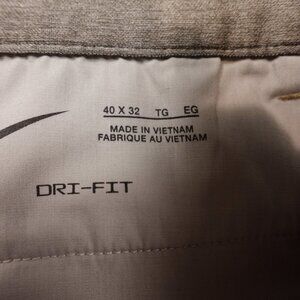 40 X 32 TG EG
MADE IN VIETNAM
FABRIQUE AU VIETNAM
DRI-FIT